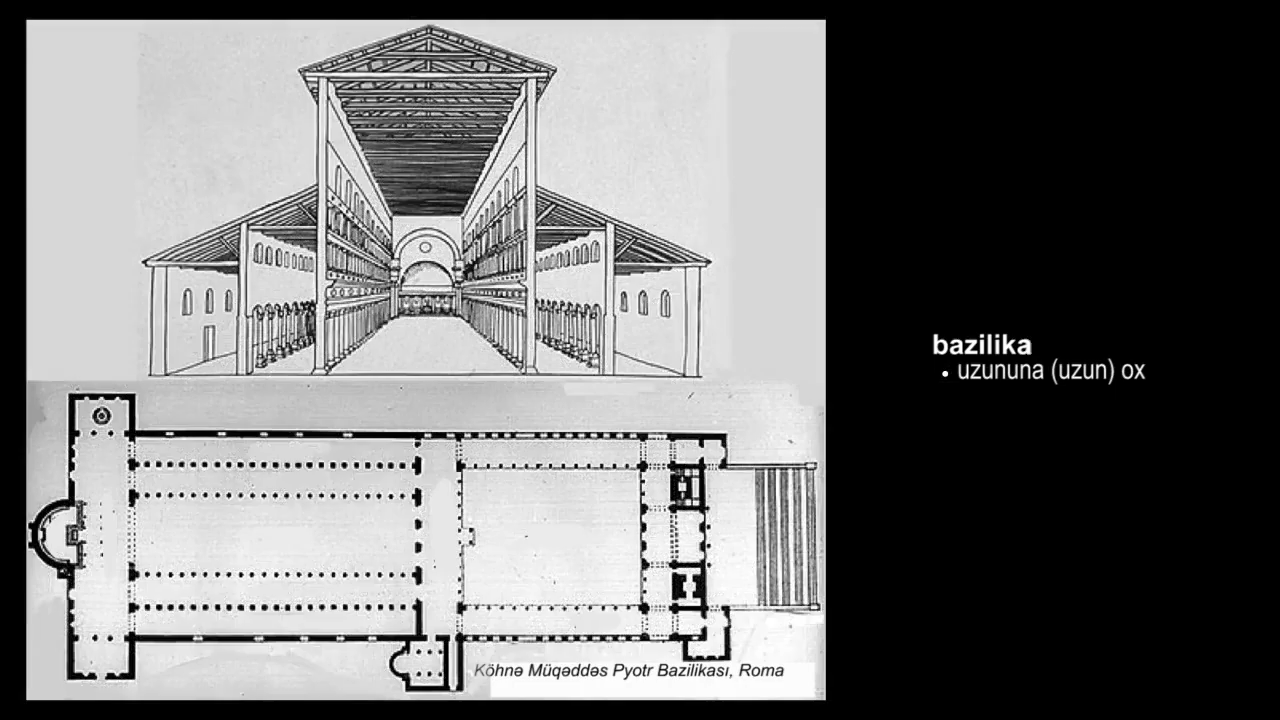 bazilika
• uzununa (uzun) ox
Köhnə Müqəddəs Pyotr Bazilikası, Roma